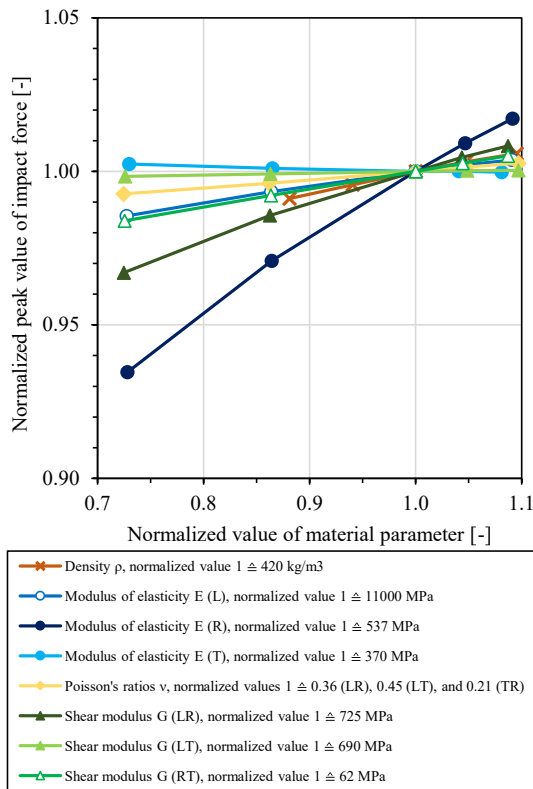 1.05
1.00
0.95
0.90
Normalized peak value of impact force [-]
0.7 0.8 0.9 1.0 1.1
Normalized value of material parameter [-]
Density ρ, normalized value 1 ≙ 420 kg/m3
Modulus of elasticity E (L), normalized value 1 ≙ 11000 MPa
Modulus of elasticity E (R), normalized value 1 ≙ 537 MPa
Modulus of elasticity E (T), normalized value 1 ≙ 370 MPa
Poisson's ratios ν, normalized values 1 ≙ 0.36 (LR), 0.45 (LT), and 0.21 (TR)
Shear modulus G (LR), normalized value 1 ≙ 725 MPa
Shear modulus G (LT), normalized value 1 ≙ 690 MPa
Shear modulus G (RT), normalized value 1 ≙ 62 MPa